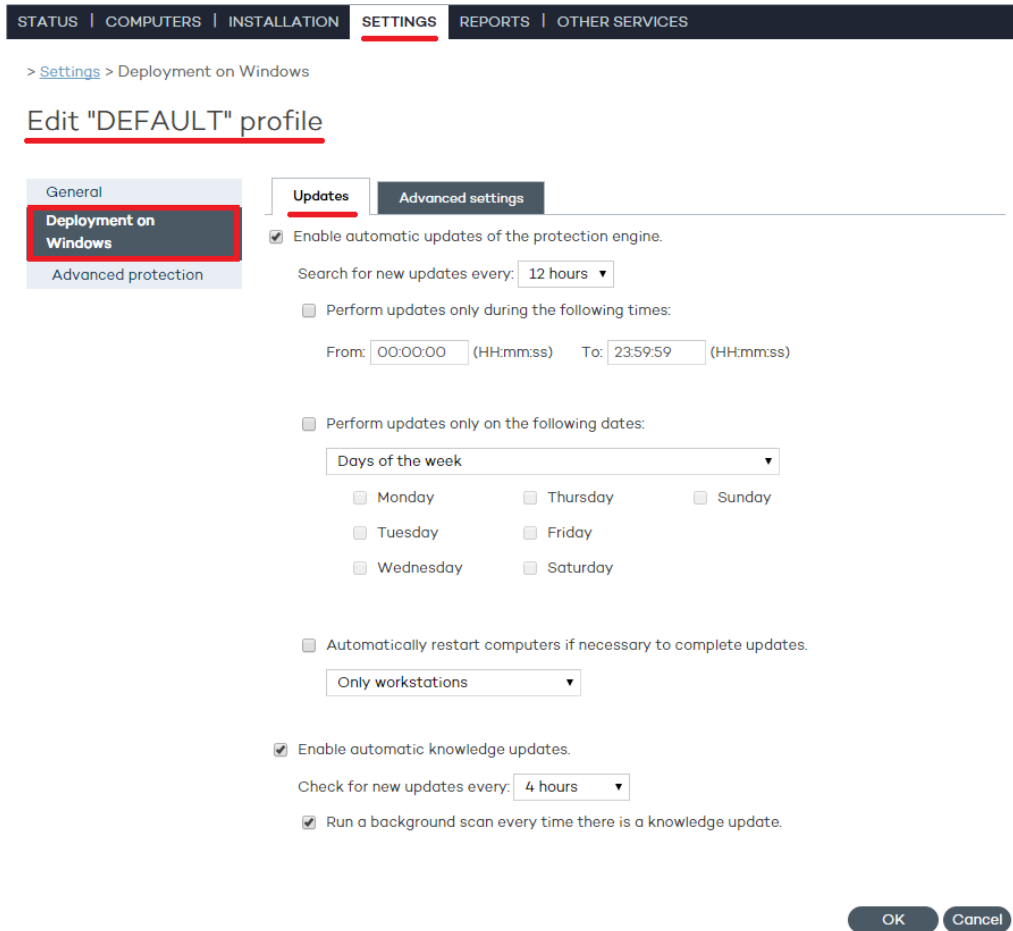 STATUS | COMPUTERS | INSTALLATION SETTINGS REPORTS | OTHER SERVICES
> Settings > Deployment on Windows
Edit "DEFAULT" profile
General
Deployment on
Windows
Advanced protection
Updates Advanced settings
Enable automatic updates of the protection engine.
Search for new updates every: 12 hours
Perform updates only during the following times:
From: 00:00:00 (HH:mm:ss) To: 23:59:59 (HH:mm:ss)
Perform updates only on the following dates:
Days of the week
Monday Thursday Sunday
Tuesday Friday
Wednesday Saturday
Automatically restart computers if necessary to complete updates.
Only workstations
Enable automatic knowledge updates.
Check for new updates every: 4 hours
Run a background scan every time there is a knowledge update.
OK Cancel